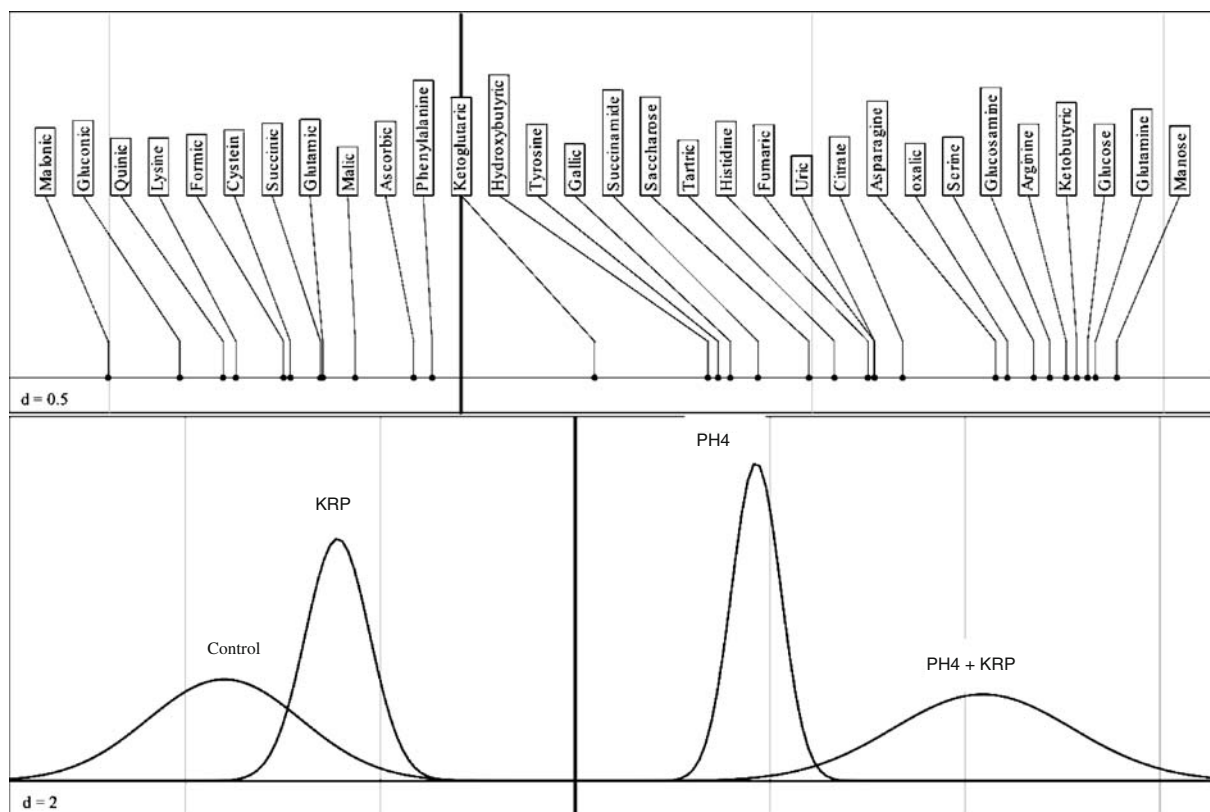 Malonic
Gluconic
Quinic
Lysine
Formic
Cystein
Succinic
Glutamic
Malic
Ascorbic
Phenylalanine
Ketoglutaric
Hydroxybutyric
Tyrosine
Gallic
Succinamide
Saccharose
Tartric
Histidine
Fumaric
Uric
Citrate
Asparagine
oxalic
Serine
Glucosamine
Arginine
Ketobutyric
Glucose
Glutamine
Manose
d = 0.5
PH4
KRP
Control
PH4 + KRP
d = 2